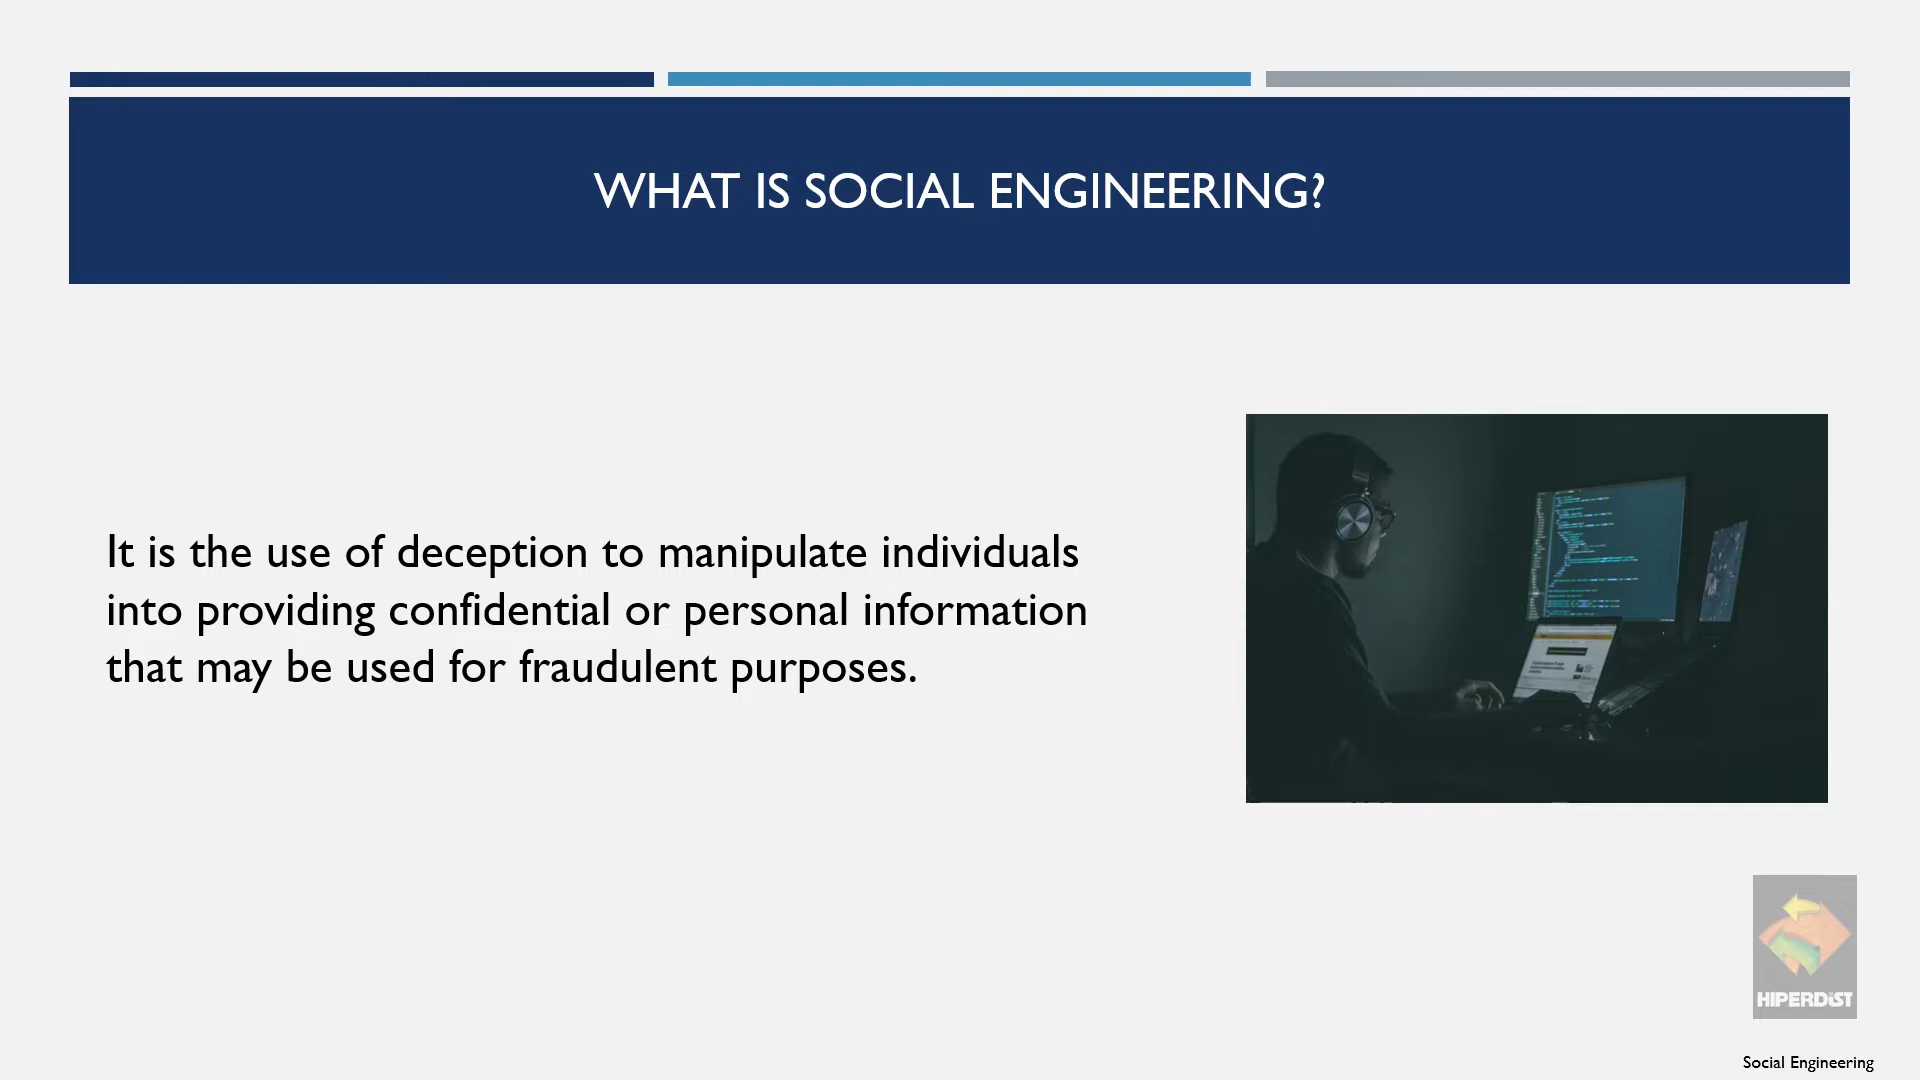 WHAT IS SOCIAL ENGINEERING?
It is the use of deception to manipulate individuals
into providing confidential or personal information
that may be used for fraudulent purposes.
HIPERDIST
Social Engineering